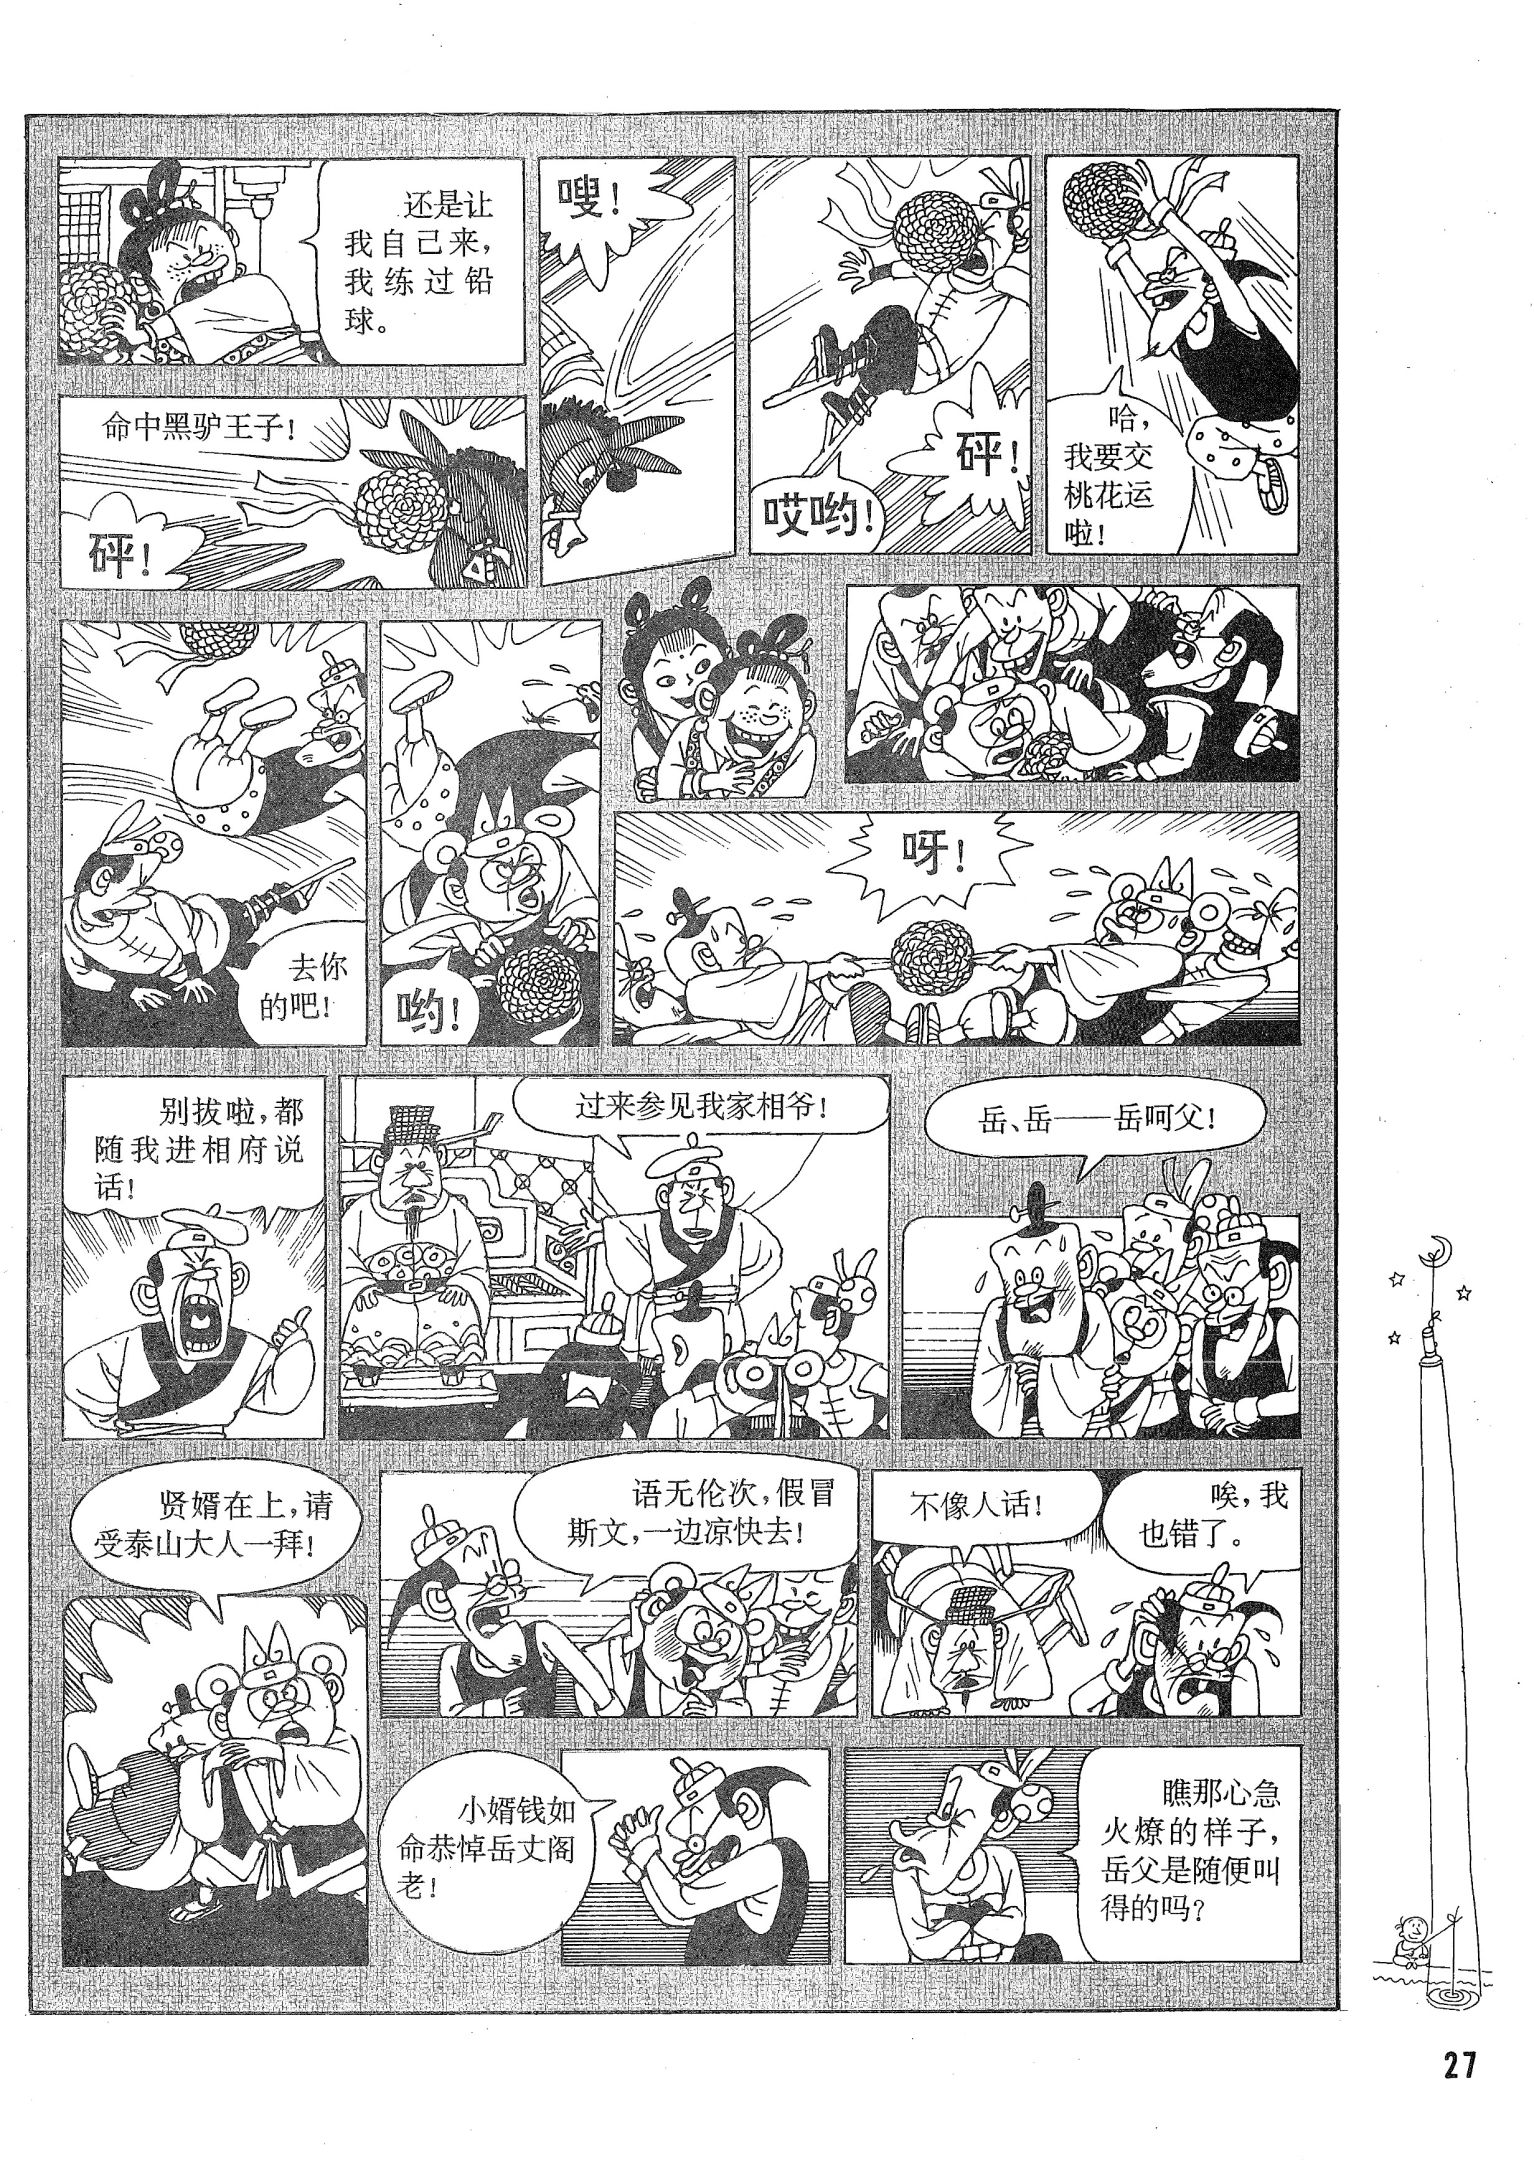 还是让
我自己来，
我练过铅
球。
命中黑驴王子！
砰！
嗖！
砰！
哎哟！
哈，
我要交
桃花运
啦！
去你
的吧！
哟！
呀！
别拔啦，都
随我进相府说
话！
过来参见我家相爷！
岳、岳——岳呵父！
贤婿在上，请
受泰山大人一拜！
语无伦次，假冒
斯文，一边凉快去！
不像人话！
唉，我
也错了。
小婿钱如
命恭悼岳丈阁
老！
瞧那心急
火燎的样子，
岳父是随便叫
得的吗？
27